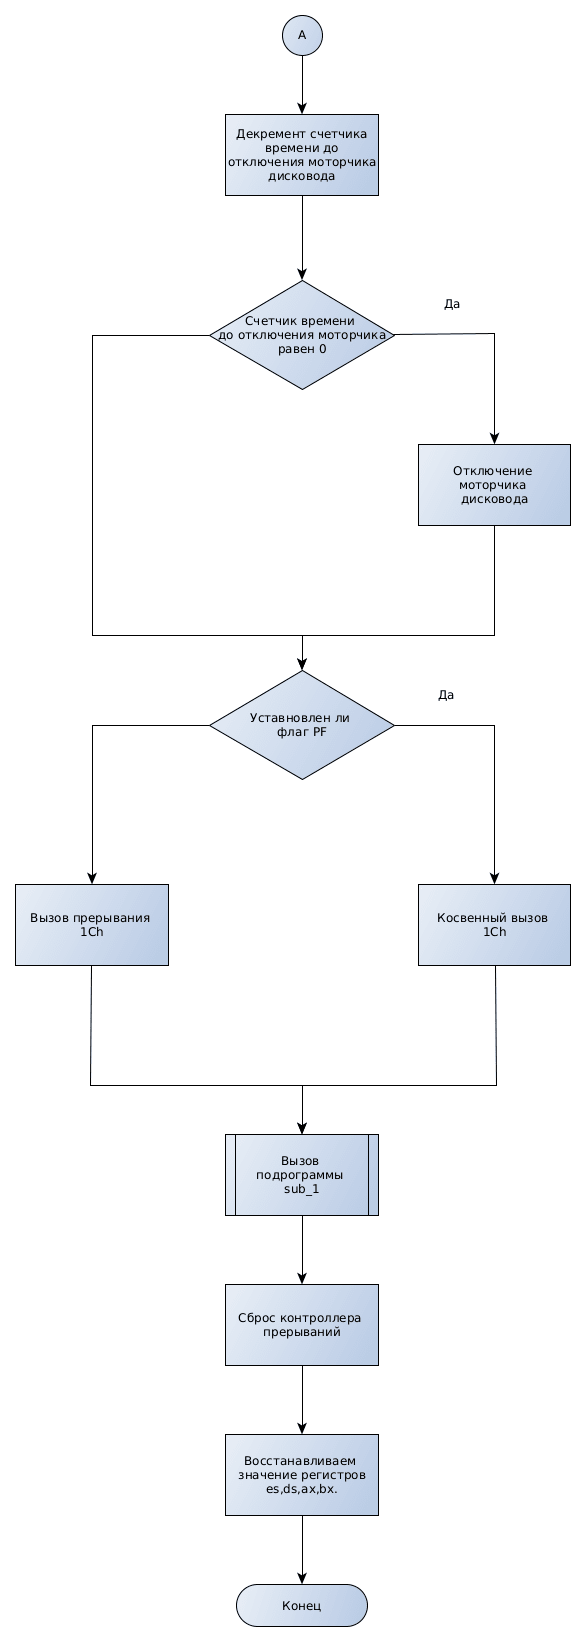 А
Декремент счетчика
времени до
отключения моторчика
дисковода
Да
Счетчик времени
до отключения моторчика
равен 0
Отключение
моторчика
дисковода
Да
Уставновлен ли
флаг PF
Вызов прерывания
1Ch
Косвенный вызов
1Ch
Вызов
подрограммы
sub_1
Сброс контроллера
прерываний
Восстанавливаем
значение регистров
es,ds,ax,bx.
Конец